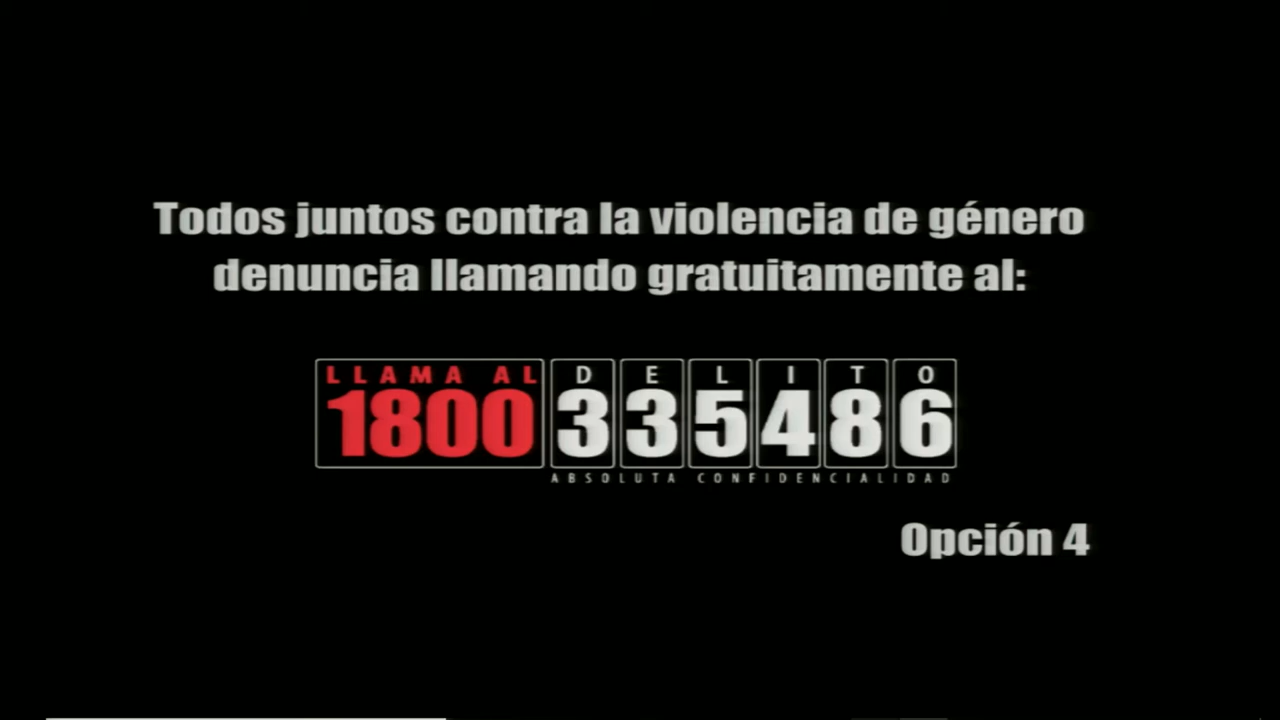 Todos juntos contra la violencia de género
denuncia llamando gratuitamente al:
LLAMA AL DELITO
1800 335486
ABSOLUTA CONFIDENCIALIDAD
Opción 4